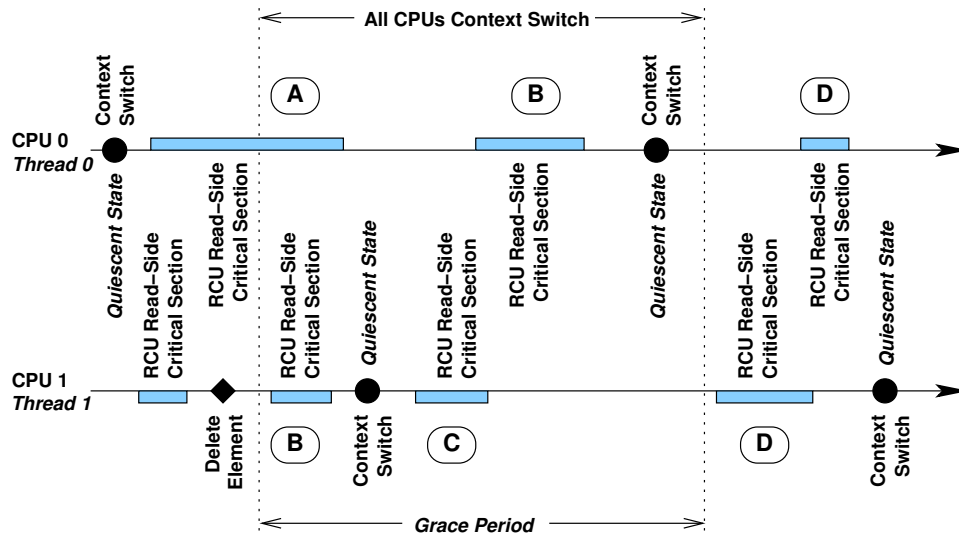 All CPUs Context Switch
Context
Switch
A
B
Context
Switch
D
CPU 0
Thread 0
Quiescent State
RCU Read-Side
Critical Section
RCU Read-Side
Critical Section
Quiescent State
RCU Read-Side
Critical Section
RCU Read-Side
Critical Section
RCU Read-Side
Critical Section
Quiescent State
RCU Read-Side
Critical Section
RCU Read-Side
Critical Section
Quiescent State
CPU 1
Thread 1
Delete
Element
B
Context
Switch
C
D
Context
Switch
Grace Period